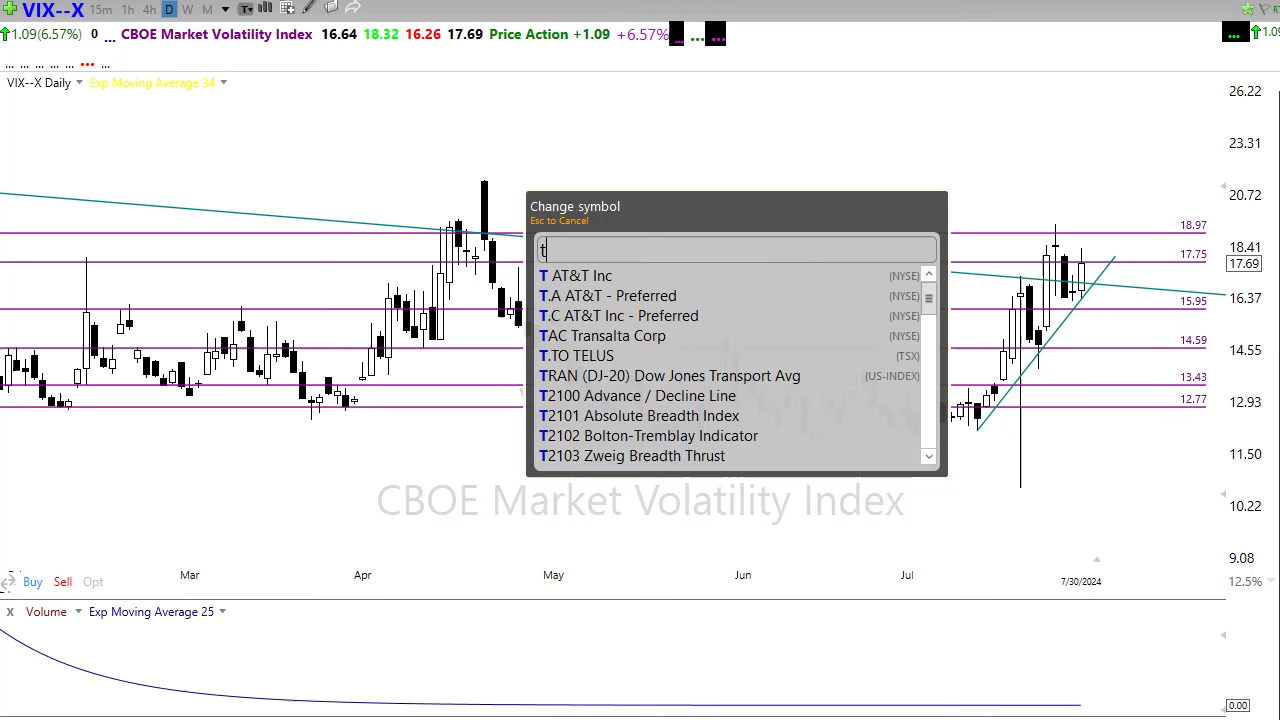 VIX--X 15m 1h 4h D W M
1.09(6.57%) 0 ... CBOE Market Volatility Index 16.64 18.32 16.26 17.69 Price Action +1.09 +6.57% ... ... ... ... 1.09
... ... ... ... ... ... ...
VIX--X Daily Exp Moving Average 34
26.22
23.31
20.72
18.97
18.41
17.75
17.69
16.37
15.95
14.59
14.55
13.43
12.93
12.77
11.50
10.22
9.08
Change symbol
Esc to Cancel
t
T AT&T Inc (NYSE)
T.A AT&T - Preferred (NYSE)
T.C AT&T Inc - Preferred (NYSE)
TAC Transalta Corp (NYSE)
T.TO TELUS (TSX)
TRAN (DJ-20) Dow Jones Transport Avg (US-INDEX)
T2100 Advance / Decline Line
T2101 Absolute Breadth Index
T2102 Bolton-Tremblay Indicator
T2103 Zweig Breadth Thrust
CBOE Market Volatility Index
Mar Apr May Jun Jul 7/30/2024 12.5%
Buy Sell Opt
X Volume Exp Moving Average 25
0.00